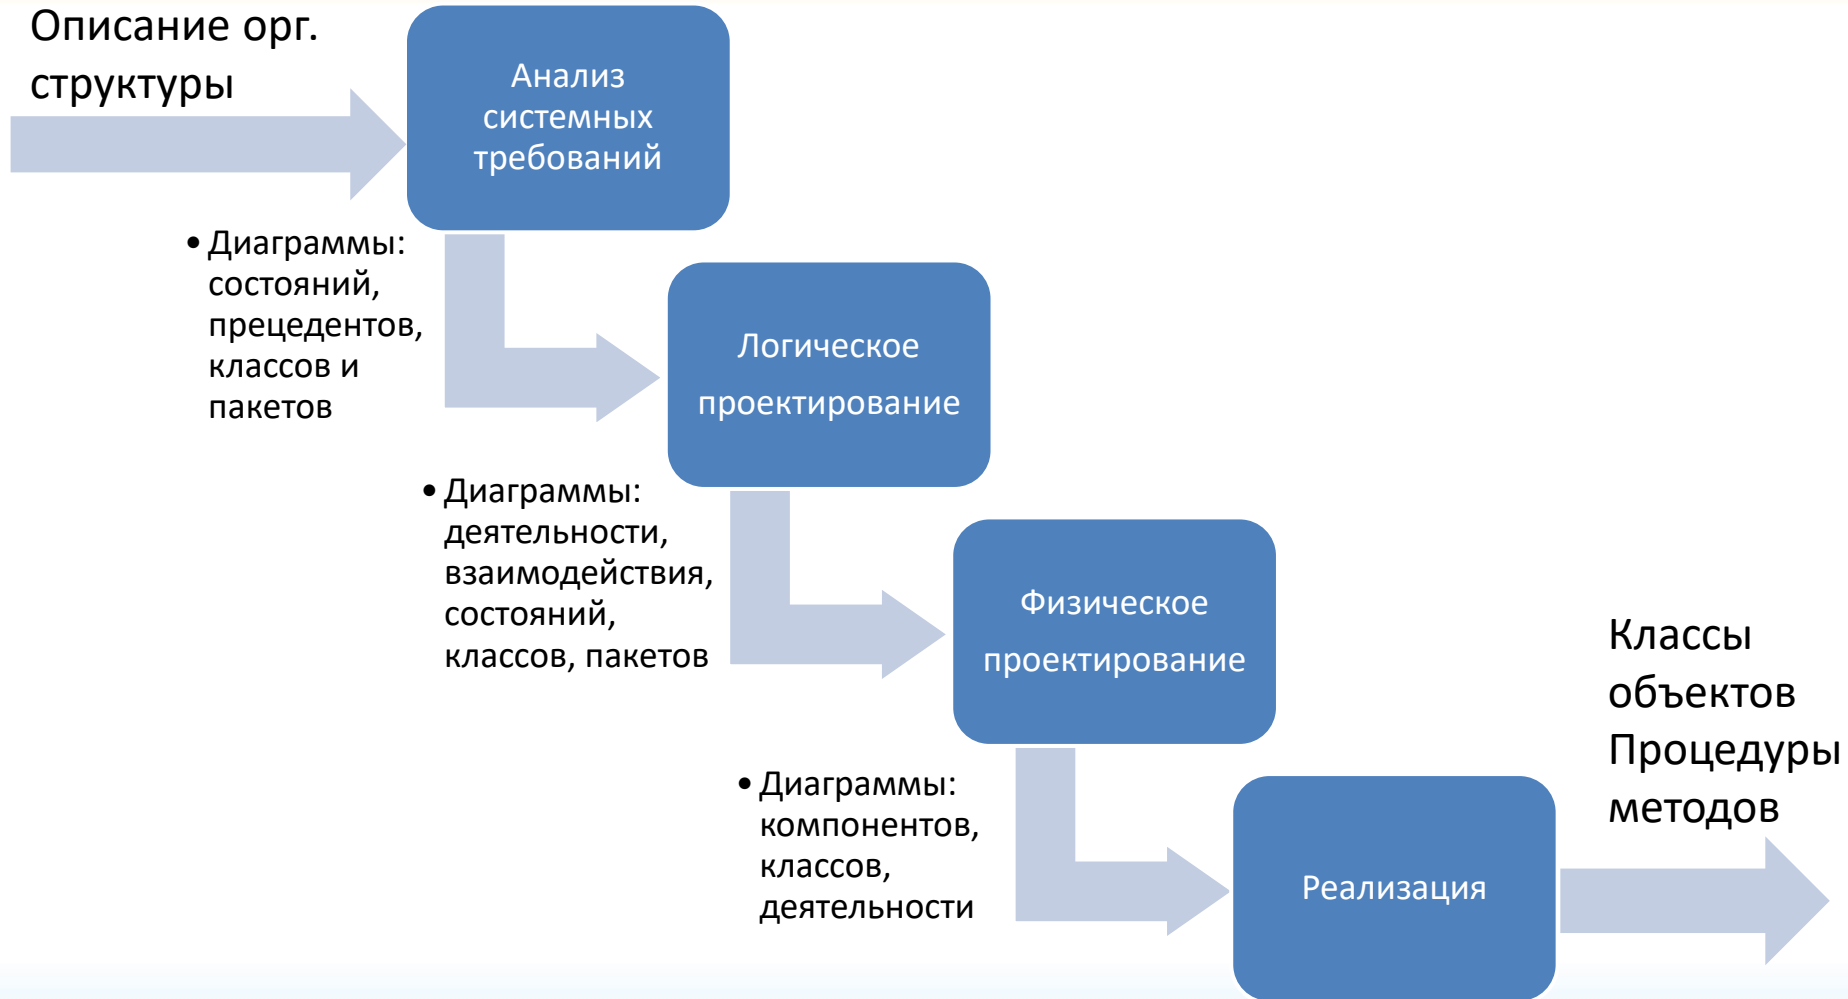 Описание орг.
структуры
Анализ
системных
требований
• Диаграммы:
состояний,
прецедентов,
классов и
пакетов
Логическое
проектирование
• Диаграммы:
деятельности,
взаимодействия,
состояний,
классов, пакетов
Физическое
проектирование
• Диаграммы:
компонентов,
классов,
деятельности
Реализация
Классы
объектов
Процедуры
методов